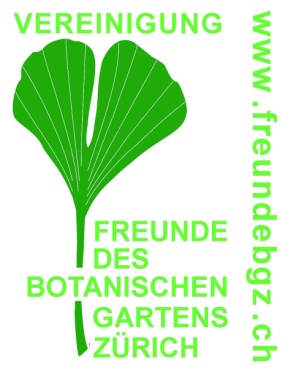 VEREINIGUNG
FREUNDE
DES
BOTANISCHEN
GARTENS
ZÜRICH
www.freundebgz.ch